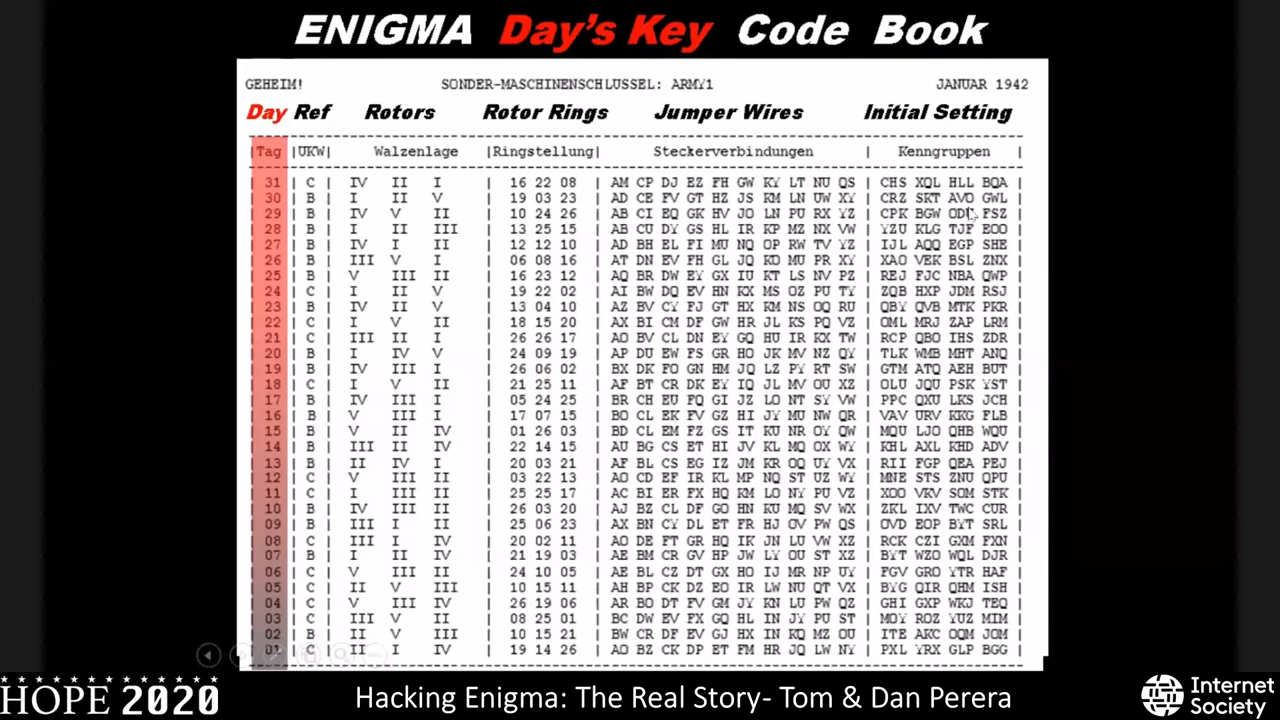 ENIGMA Day's Key Code Book
GEHEIM! SONDER-MASCHINENSCHLÜSSEL: ARMY1 JANUAR 1942
Day Ref Rotors Rotor Rings Jumper Wires Initial Setting
|Tag |UKW| Walzenlage |Ringstellung| Steckerverbindungen | Kenngruppen |
| 31 | C | IV II I | 16 22 08 | AM CP DJ EZ FH GW KY LT NU QS | CHS XQL HLL BQA |
| 30 | B | I II V | 19 03 23 | AD CE FV GT HZ JS KM LN UW XY | CRZ SKT AVO GWL |
| 29 | B | IV V II | 10 24 26 | AB CI EQ GK HV JO LN PU RX YZ | CPK BGW FSZ |
| 28 | B | I II III | 13 25 15 | AB CU DY GS HL IR KP MZ NX VW | YZU KLG TJF EOO |
| 27 | B | IV I II | 12 12 10 | AD BH EL FI MU NQ OP RW TV YZ | IJL AQQ EGP SHE |
| 26 | B | III V I | 06 08 16 | AT DN EV FH GL JQ KO MU PR XY | XAO VEK BSL ZNX |
| 25 | B | V III II | 16 23 12 | AQ BR DW EY GX IU KT LS NV PZ | REJ FJC NBA QWP |
| 24 | C | I II V | 19 22 02 | AI BW DQ EV HN KX MS OZ PU TY | ZQB HXP JDM RSJ |
| 23 | B | IV II V | 13 04 10 | AZ BV CY FJ GT HX KM NS OQ RU | QBY QVB MTK PKR |
| 22 | C | I V II | 18 15 20 | AX BI CM DF GW HR JL KS PQ VZ | OML MRJ ZAP LRM |
| 21 | C | III II I | 26 26 17 | AO BV CL DN EY GQ HU IR KX TW | RCP QBO IHS ZDR |
| 20 | B | I IV V | 24 09 19 | AP DU EW FS GR HO JK MV NZ QY | TLK WMB MHT ANQ |
| 19 | B | IV III I | 26 06 02 | BX DK FO GN HM JQ LZ PY RT SW | GTM ATQ AEH BUT |
| 18 | C | I V II | 21 25 11 | AF BT CR DK EY IQ JL MV OU XZ | OLU JQU PSK YST |
| 17 | B | V III I | 05 24 25 | BR CH EU FQ GI JZ LO NT SY VW | PPC QXU LKS JCH |
| 16 | B | V III I | 17 07 15 | BO CL EK FV GZ HI JY MU NW QR | VAV URV KKG FLB |
| 15 | B | V II IV | 01 26 03 | BD CL EM FZ GS IT KU NR OY QW | MQU LJO QHB WQU |
| 14 | B | III II IV | 22 14 15 | AU BG CS ET HI JV KL MQ OX WY | KHL AXL KHD ADV |
| 13 | B | II IV I | 20 03 21 | AF BL CS EG IZ JM KR OQ UY VX | RII FGP QEA PEJ |
| 12 | C | V III II | 03 22 13 | AO CD EF IR KL MP NQ ST UZ WY | MNE STS ZNU QPU |
| 11 | C | I III II | 25 25 17 | AC BI ER FX HQ KM LO NY PU VZ | XOO VKV SOM STK |
| 10 | B | IV III II | 26 03 20 | AJ BZ CL DF GO HN KU MQ SV WX | ZKL IXV TWC CUR |
| 09 | B | III I II | 25 06 23 | AX BN CY DL ET FR HJ OV PW QS | OVD EOP BYT SRL |
| 08 | C | III I IV | 20 02 11 | AO DE FT GR HQ IK JN LU VW XZ | RCK CZI GXM FXN |
| 07 | B | I II IV | 21 19 03 | AE BM CR GV HP JW LY OU ST XZ | BYT WZO WQL DJR |
| 06 | C | V III II | 24 10 05 | AE BL CZ DT GX HO IJ MR NP UY | FGV GRO YTR HAF |
| 05 | C | II V III | 10 15 11 | AH BP CK DZ EO IR LW NU QT VX | BYG QIR QHM ISH |
| 04 | C | V III IV | 26 19 06 | AR BO DT FV GM JY KN LU PW QZ | GHI GXP WKJ TEQ |
| 03 | C | III V II | 08 25 01 | BC DW EV FX GQ HL IN JY PU ST | MOY ROZ YUZ MIM |
| 02 | B | II V III | 10 15 21 | BW CR DF EV GJ HX IN KQ MZ OU | ITE AKC OQM JOM |
| 01 | C | II I IV | 19 14 26 | AO BZ CK DP ET FM HR JQ LW NY | PXL YRX GLP BGG |
HOPE 2020
Hacking Enigma: The Real Story- Tom & Dan Perera
Internet
Society